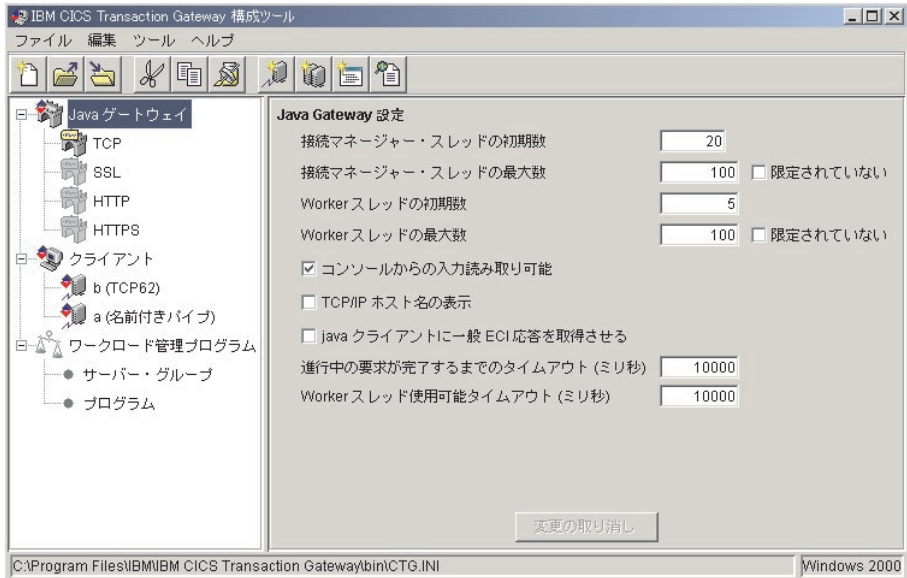 IBM CICS Transaction Gateway 構成ツール
ファイル 編集 ツール ヘルプ
Java ゲートウェイ
TCP
SSL
HTTP
HTTPS
クライアント
b (TCP62)
a (名前付きパイプ)
ワークロード管理プログラム
サーバー・グループ
プログラム
Java Gateway 設定
接続マネージャー・スレッドの初期数 20
接続マネージャー・スレッドの最大数 100 限定されていない
Worker スレッドの初期数 5
Worker スレッドの最大数 100 限定されていない
コンソールからの入力読み取り可能
TCP/IP ホスト名の表示
java クライアントに一般 ECI 応答を取得させる
進行中の要求が完了するまでのタイムアウト (ミリ秒) 10000
Worker スレッド使用可能タイムアウト (ミリ秒) 10000
変更の取り消し
C:\Program Files\IBM\IBM CICS Transaction Gateway\bin\CTG.INI
Windows 2000